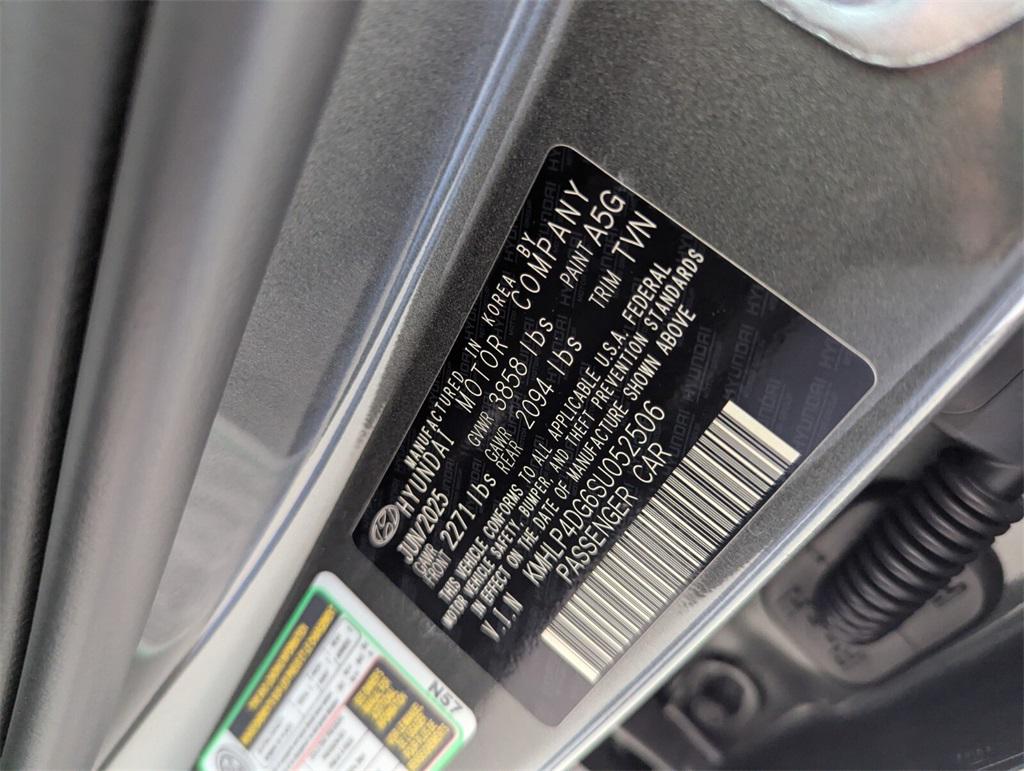 MANUFACTURED IN KOREA BY
HYUNDAI MOTOR COMPANY
JUN/2025 GVWR 3858 lbs PAINT A5G
GAWR FRONT 2271 lbs GAWR REAR 2094 lbs TRIM TVN
THIS VEHICLE CONFORMS TO ALL APPLICABLE U.S.A. FEDERAL
MOTOR VEHICLE SAFETY, BUMPER, AND THEFT PREVENTION STANDARDS
IN EFFECT ON THE DATE OF MANUFACTURE SHOWN ABOVE
V.I.N KMHLP4DG6SU052506
PASSENGER CAR
N57